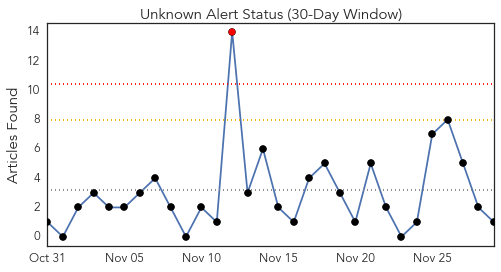 Unknown Alert Status (30-Day Window)
Articles Found
14
12
10
8
6
4
2
0
Oct 31 Nov 05 Nov 10 Nov 15 Nov 20 Nov 25